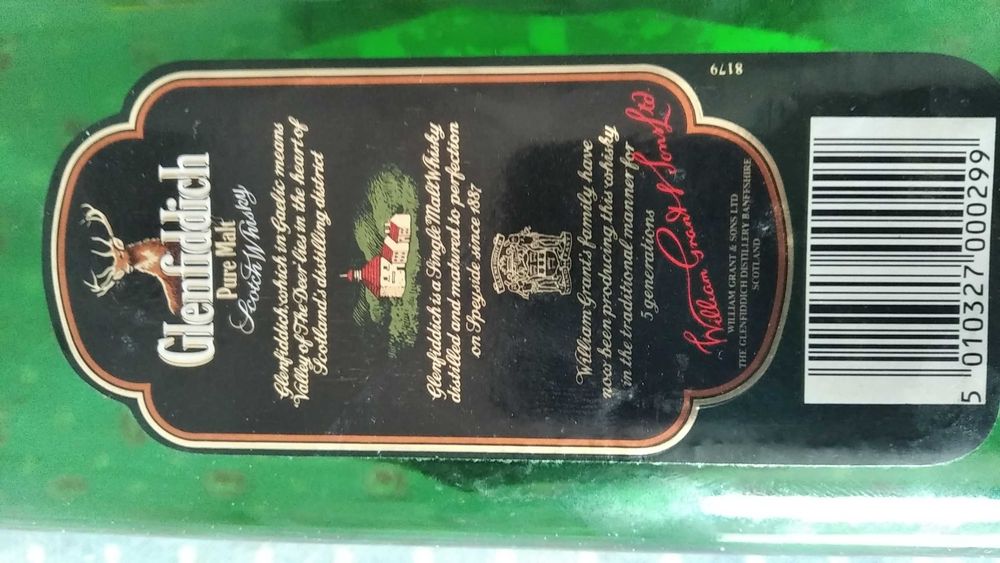 Glenfiddich
Pure Malt
Scotch Whisky
Glenfiddich which in Gaelic means
Valley of The Deer lies in the heart of
Scotland's distilling district
Glenfiddich is a Single Malt Whisky
distilled and matured to perfection
on Speyside since 1887
William Grant's family have
now been producing this whisky
in the traditional manner for
5 generations
William Grant & Sons Ltd.
WILLIAM GRANT & SONS LTD
THE GLENFIDDICH DISTILLERY BANFFSHIRE
SCOTLAND
8179
5 010327 000299